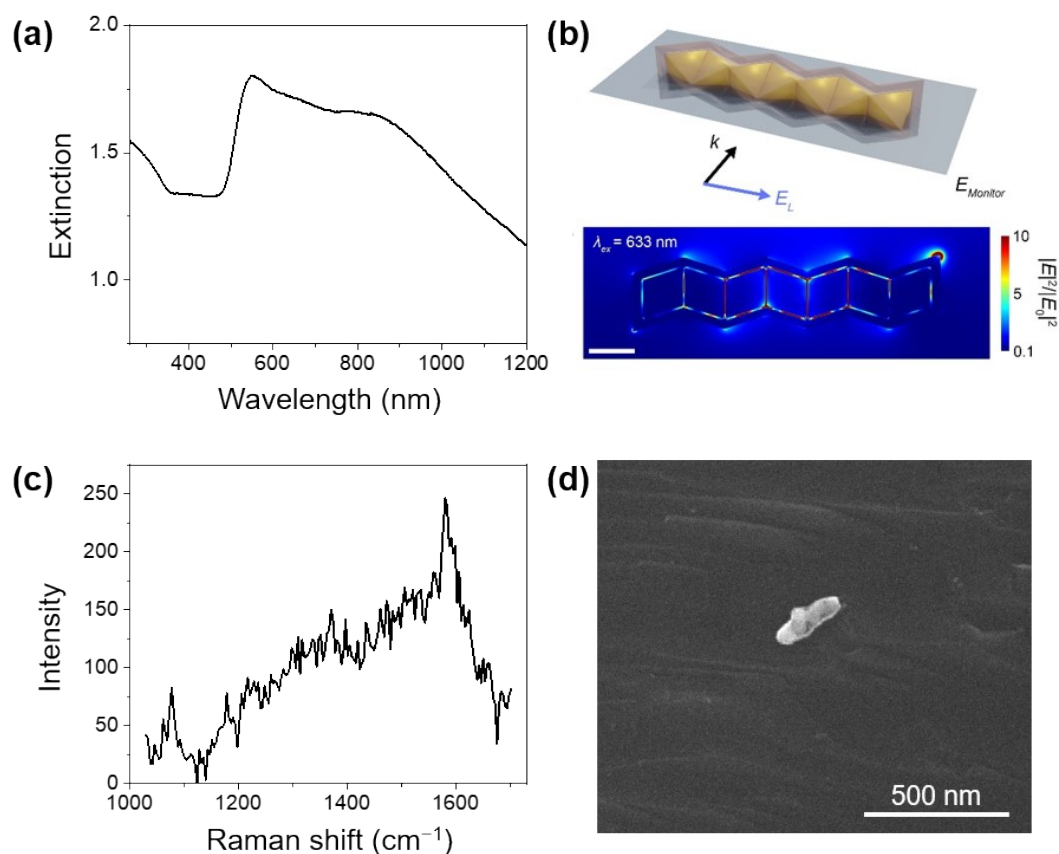 (a)
2.0
1.5
1.0
Extinction
400 600 800 1000 1200
Wavelength (nm)
(b)
k
E_L
E_Monitor
λ_ex = 633 nm
10
5
0.1
|E|²/|E₀|²
(c)
250
200
150
100
50
0
Intensity
1000 1200 1400 1600
Raman shift (cm⁻¹)
(d)
500 nm